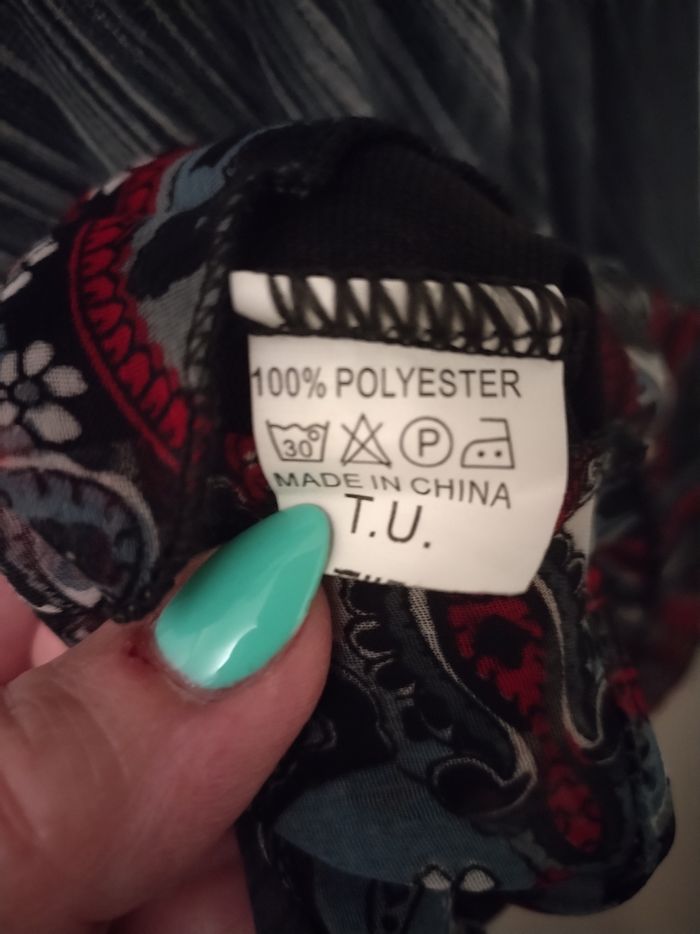 100% POLYESTER
30° P
MADE IN CHINA
T.U.